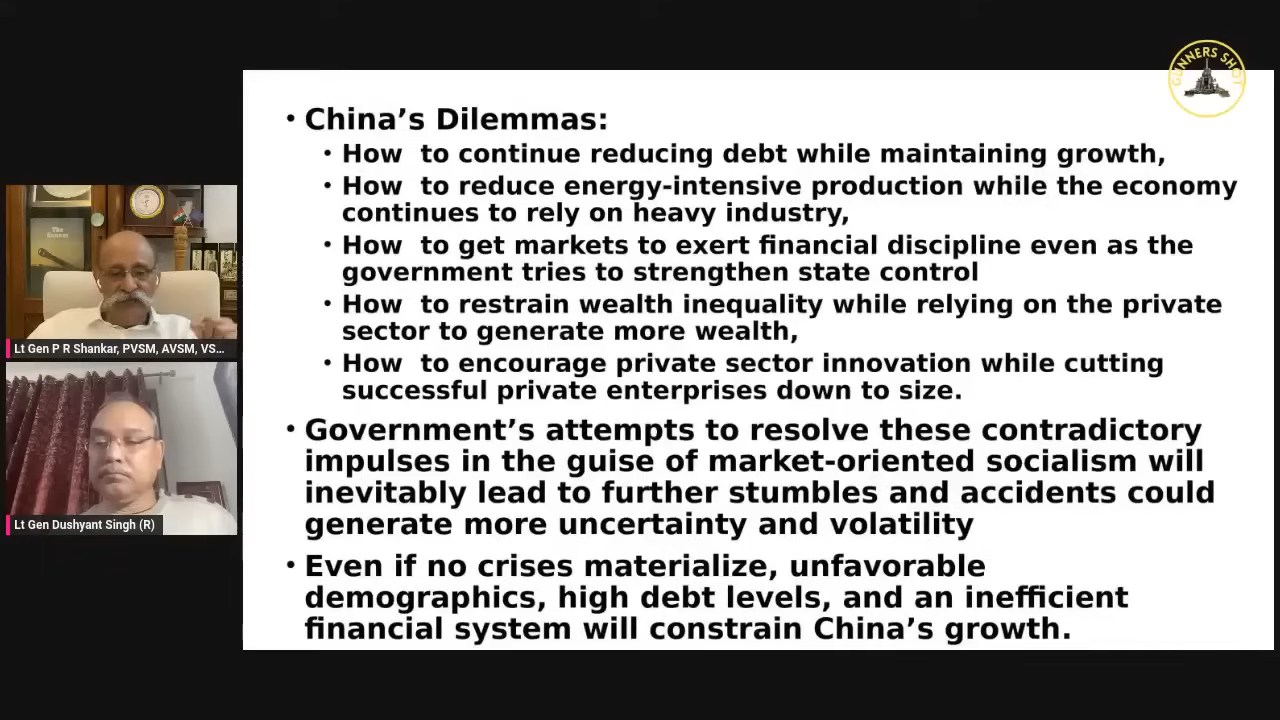 GUNNERS SHOT
• China’s Dilemmas:
• How  to continue reducing debt while maintaining growth,
• How  to reduce energy-intensive production while the economy
continues to rely on heavy industry,
• How  to get markets to exert financial discipline even as the
government tries to strengthen state control
• How  to restrain wealth inequality while relying on the private
sector to generate more wealth,
• How  to encourage private sector innovation while cutting
successful private enterprises down to size.
• Government’s attempts to resolve these contradictory
impulses in the guise of market-oriented socialism will
inevitably lead to further stumbles and accidents could
generate more uncertainty and volatility
• Even if no crises materialize, unfavorable
demographics, high debt levels, and an inefficient
financial system will constrain China’s growth.
Lt Gen P R Shankar, PVSM, AVSM, VS…
Lt Gen Dushyant Singh (R)